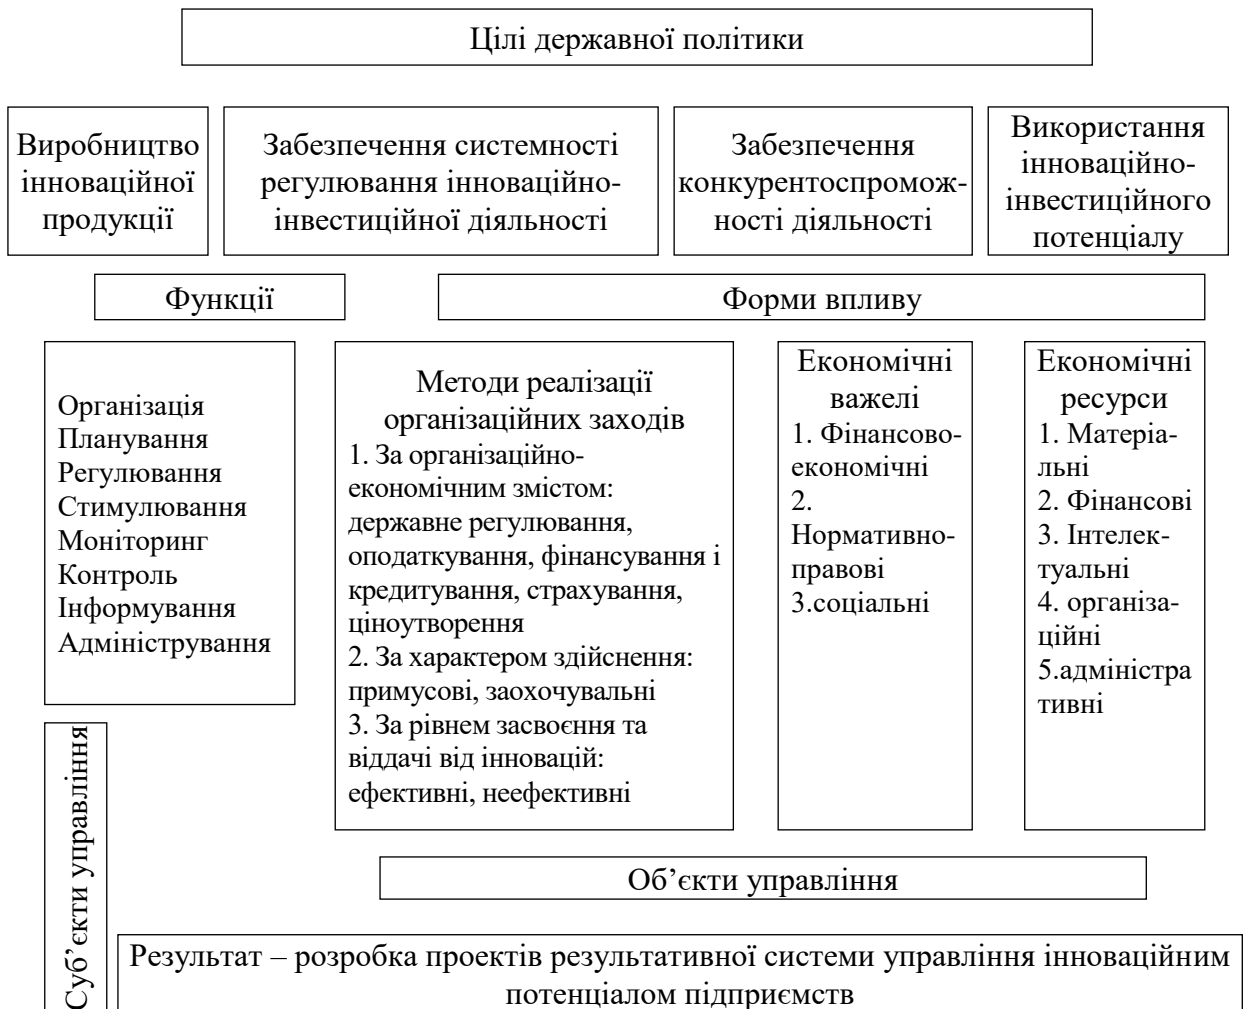 Цілі державної політики
Виробництво
інноваційної
продукції
Забезпечення системності
регулювання інноваційно-
інвестиційної діяльності
Забезпечення
конкурентоспромож-
ності діяльності
Використання
інноваційно-
інвестиційного
потенціалу
Функції
Форми впливу
Організація
Планування
Регулювання
Стимулювання
Моніторинг
Контроль
Інформування
Адміністрування
Методи реалізації
організаційних заходів
1. За організаційно-
економічним змістом:
державне регулювання,
оподаткування, фінансування і
кредитування, страхування,
ціноутворення
2. За характером здійснення:
примусові, заохочувальні
3. За рівнем засвоєння та
віддачі від інновацій:
ефективні, неефективні
Економічні
важелі
1. Фінансово-
економічні
2.
Нормативно-
правові
3.соціальні
Економічні
ресурси
1. Матеріа-
льні
2. Фінансові
3. Інтелек-
туальні
4. організа-
ційні
5.адміністра
тивні
Суб’єкти управління
Об’єкти управління
Результат – розробка проектів результативної системи управління інноваційним
потенціалом підприємств